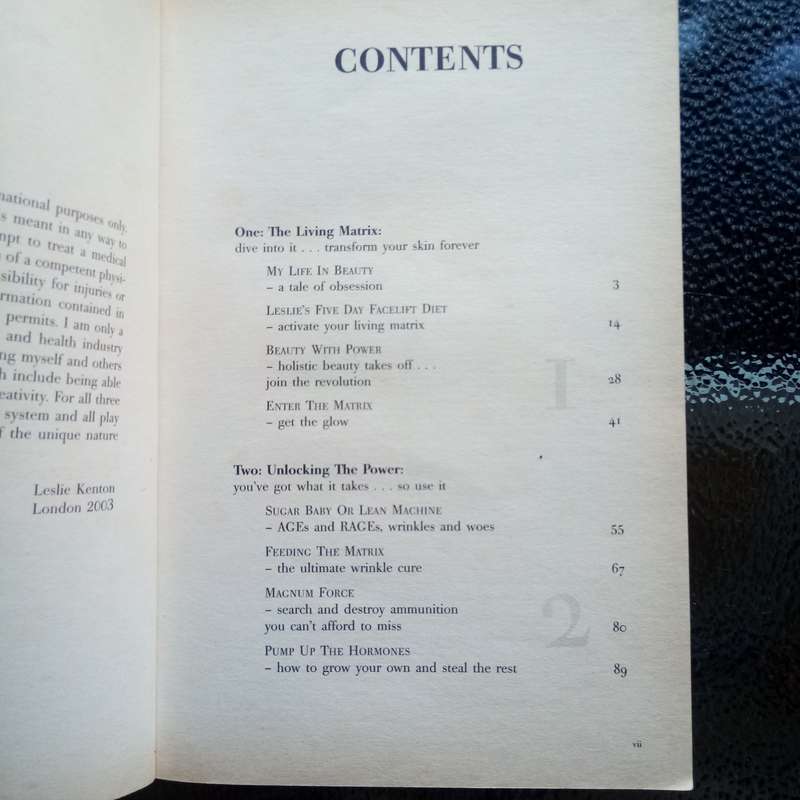 national purposes only.
s meant in any way to
mpt to treat a medical
of a competent physi-
sibility for injuries or
rmation contained in
permits. I am only a
and health industry
ng myself and others
h include being able
eativity. For all three
system and all play
f the unique nature
Leslie Kenton
London 2003
CONTENTS
One: The Living Matrix:
dive into it . . . transform your skin forever
My Life In Beauty
– a tale of obsession 3
Leslie's Five Day Facelift Diet
– activate your living matrix 14
Beauty With Power
– holistic beauty takes off . . .
join the revolution 28
Enter The Matrix
– get the glow 41
1
Two: Unlocking The Power:
you've got what it takes . . . so use it
Sugar Baby Or Lean Machine
– AGEs and RAGEs, wrinkles and woes 55
Feeding The Matrix
– the ultimate wrinkle cure 67
Magnum Force
– search and destroy ammunition
you can't afford to miss 80
2
Pump Up The Hormones
– how to grow your own and steal the rest 89
vii